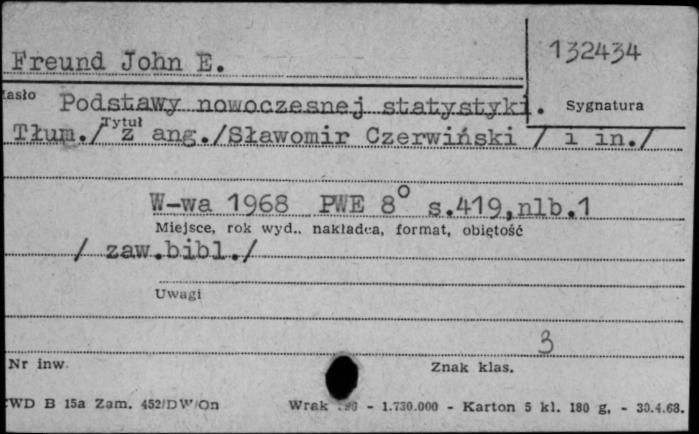 Freund John E.
132434
Podstawy nowoczesnej statystyki.
Sygnatura
Tytuł
Tłum./ z ang./Sławomir Czerwiński / i in./
W-wa 1968 PWE 8° s.419,nlb.1
Miejsce, rok wyd., nakładca, format, objętość
/ zaw.bibl./
Uwagi
3
Nr inw.
Znak klas.
WD B 15a Zam. 452/DW/On
Wrak - 1.730.000 - Karton 5 kl. 180 g. - 30.4.68.